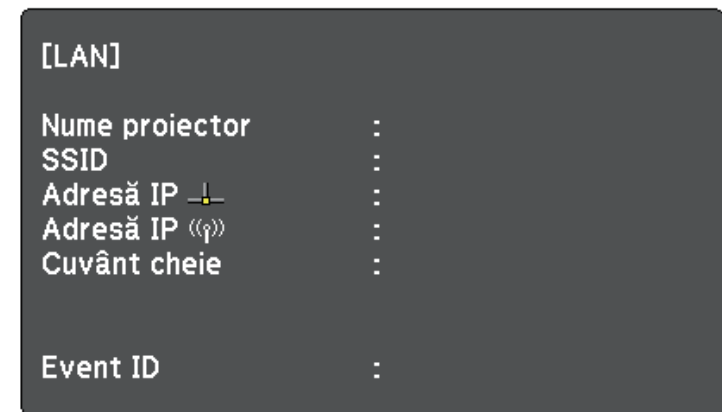 [LAN]
Nume proiector :
SSID :
Adresă IP :
Adresă IP :
Cuvânt cheie :
Event ID :